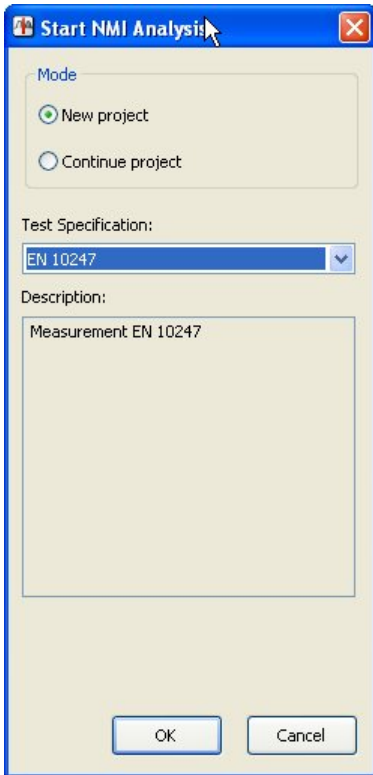 Start NMI Analysis
Mode
New project
Continue project
Test Specification:
EN 10247
Description:
Measurement EN 10247
OK
Cancel